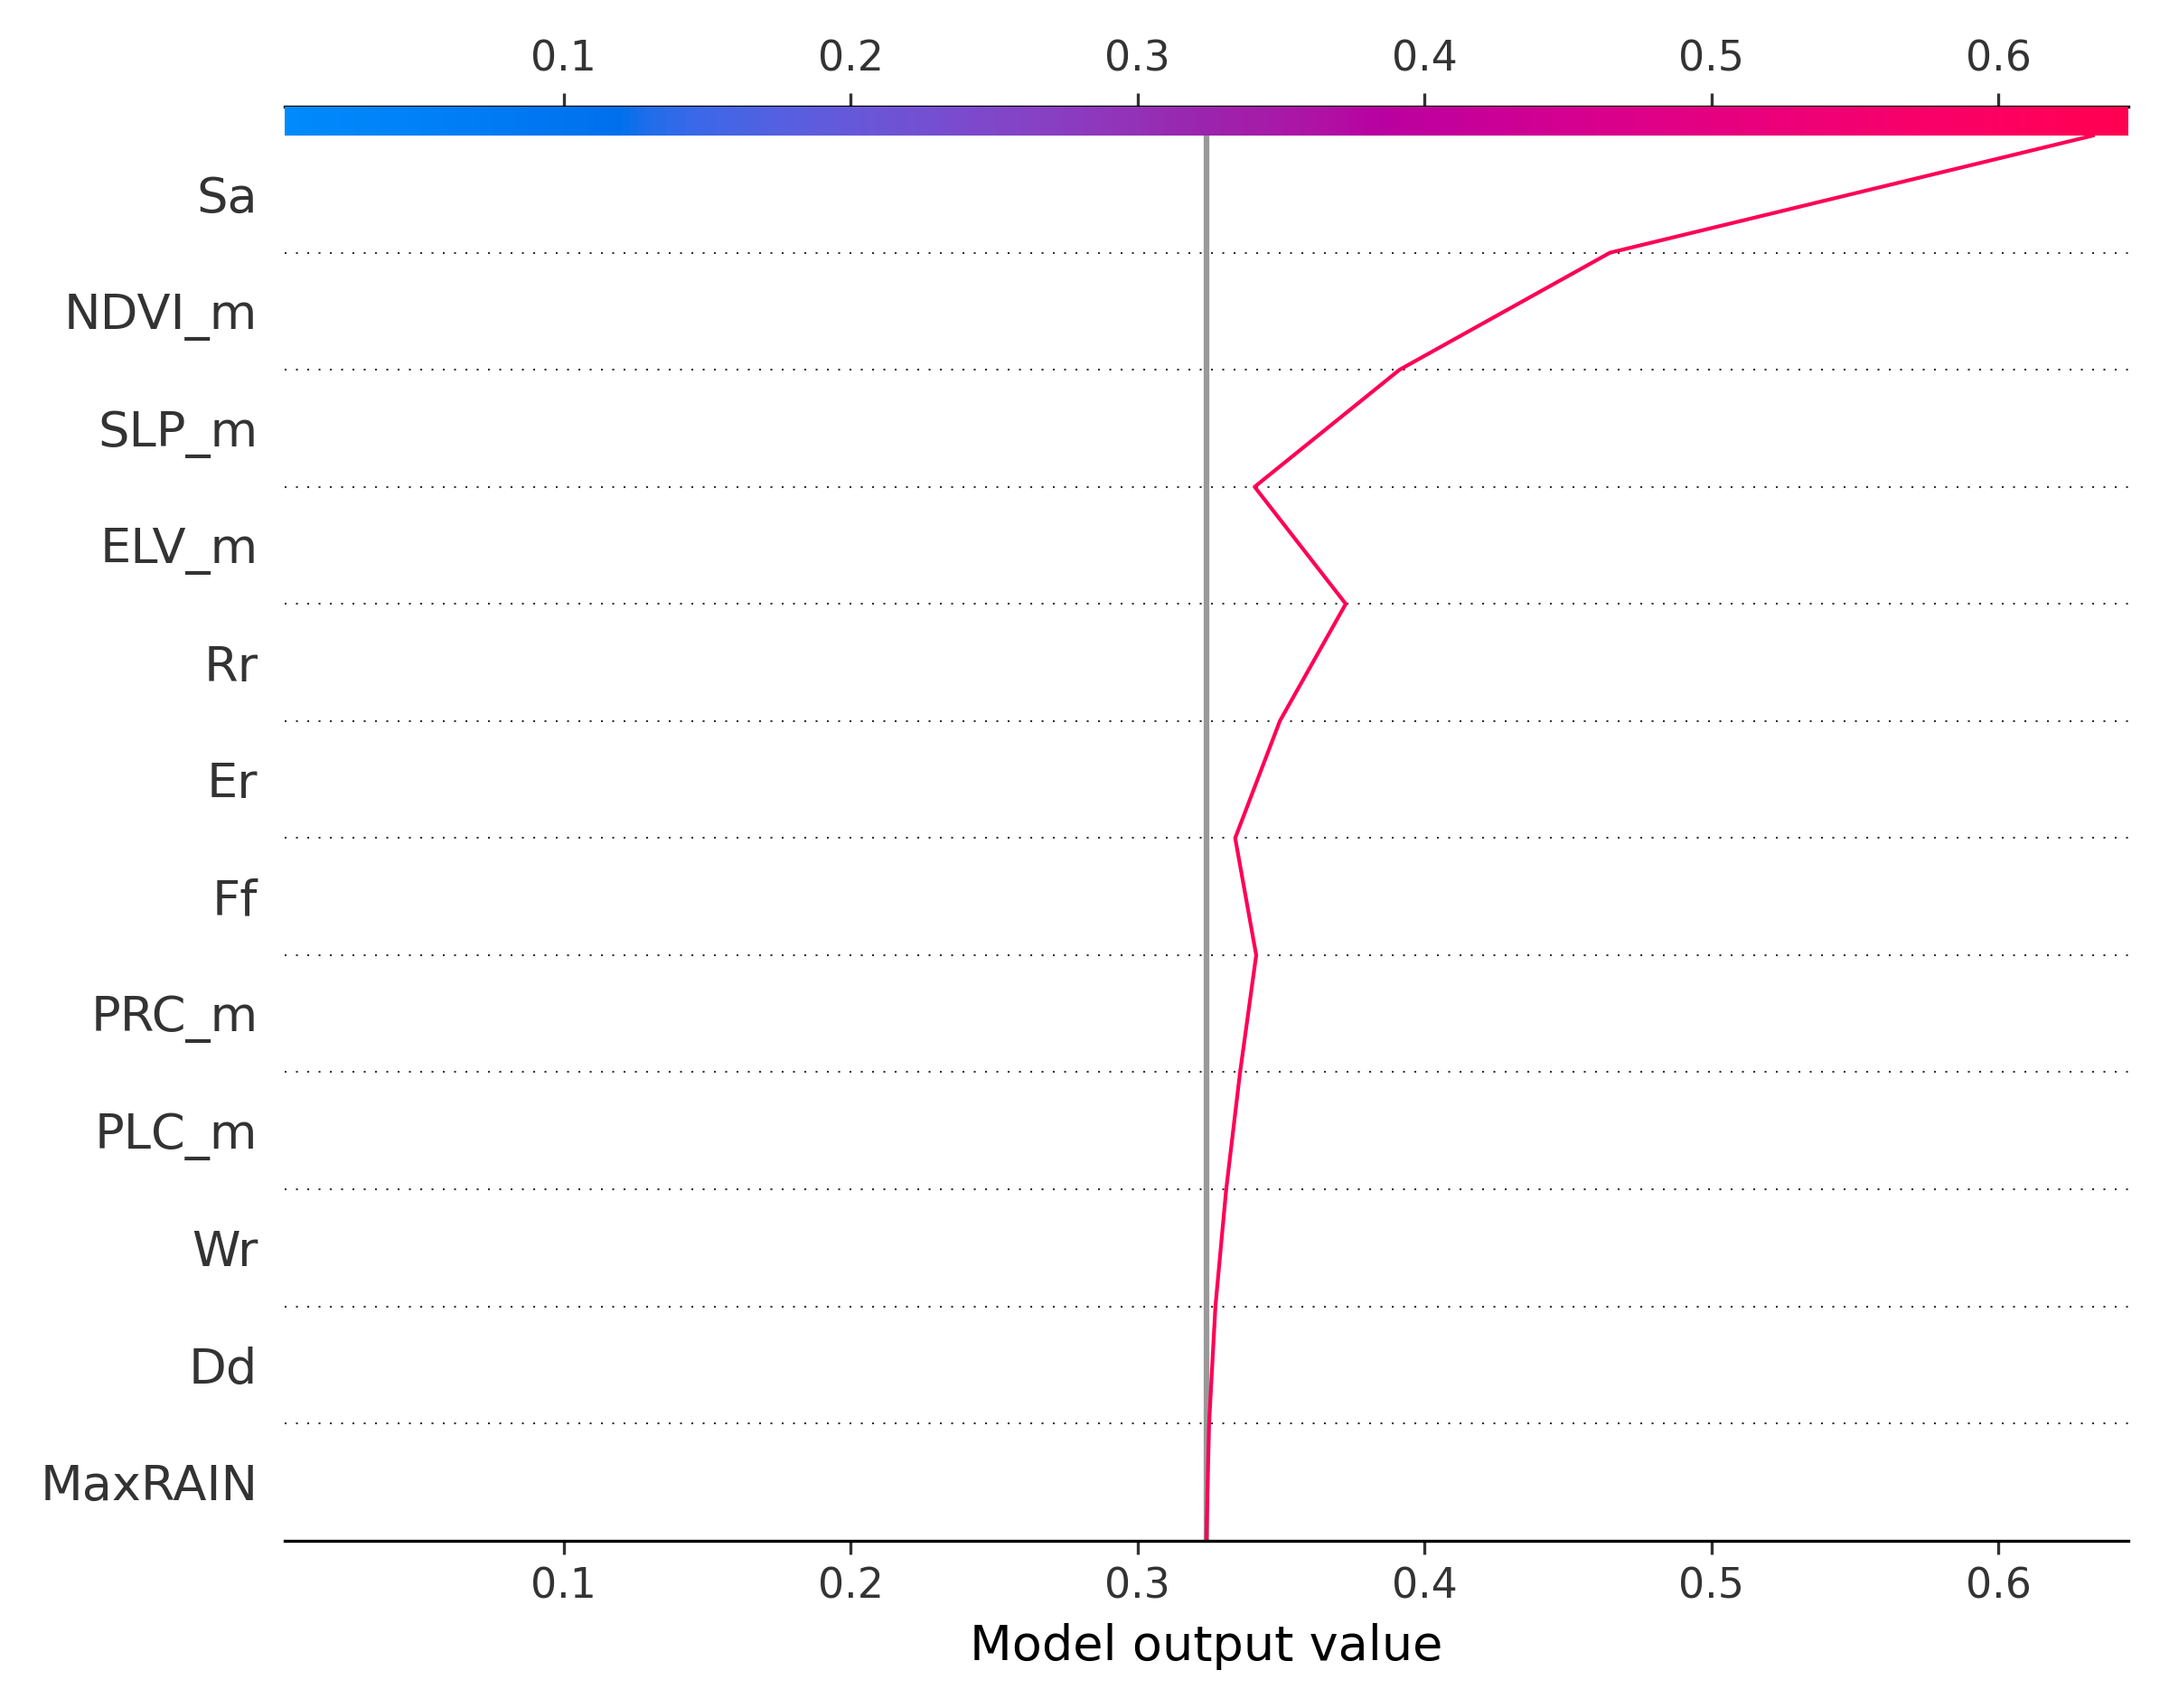 0.1 0.2 0.3 0.4 0.5 0.6
Sa
NDVI_m
SLP_m
ELV_m
Rr
Er
Ff
PRC_m
PLC_m
Wr
Dd
MaxRAIN
0.1 0.2 0.3 0.4 0.5 0.6
Model output value